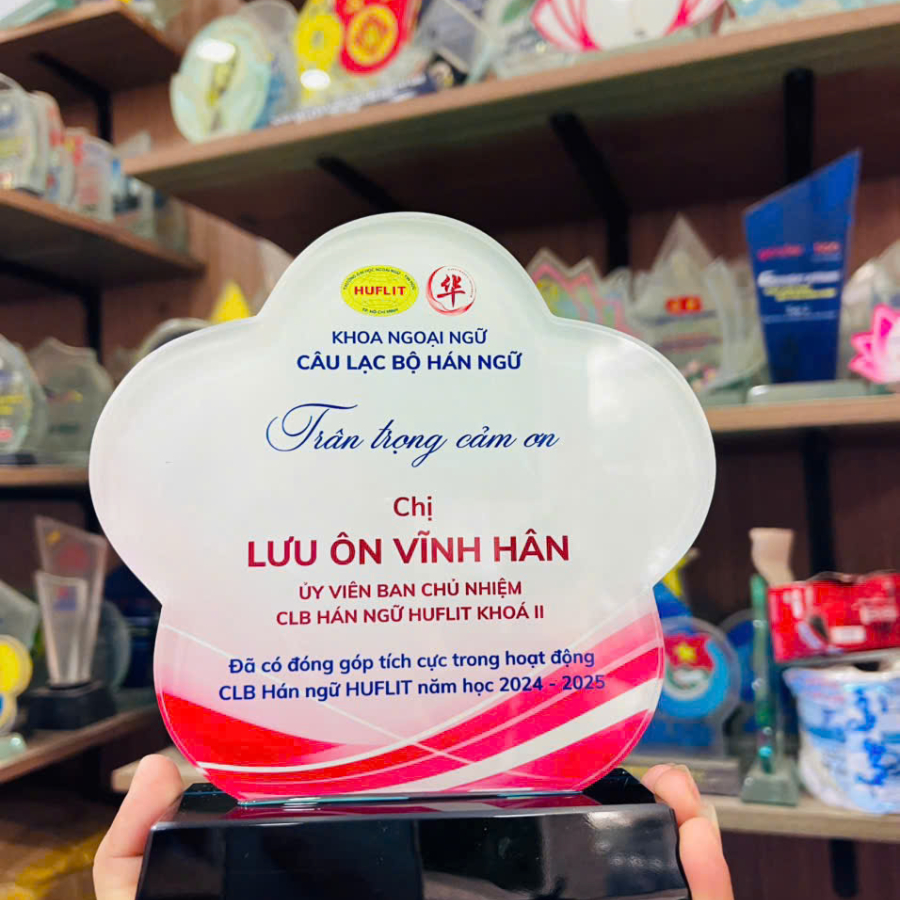 HUFLIT
华
KHOA NGOẠI NGỮ
CÂU LẠC BỘ HÁN NGỮ
Trân trọng cảm ơn
Chị
LƯU ÔN VĨNH HÂN
ỦY VIÊN BAN CHỦ NHIỆM
CLB HÁN NGỮ HUFLIT KHOÁ II
Đã có đóng góp tích cực trong hoạt động
CLB Hán ngữ HUFLIT năm học 2024 - 2025